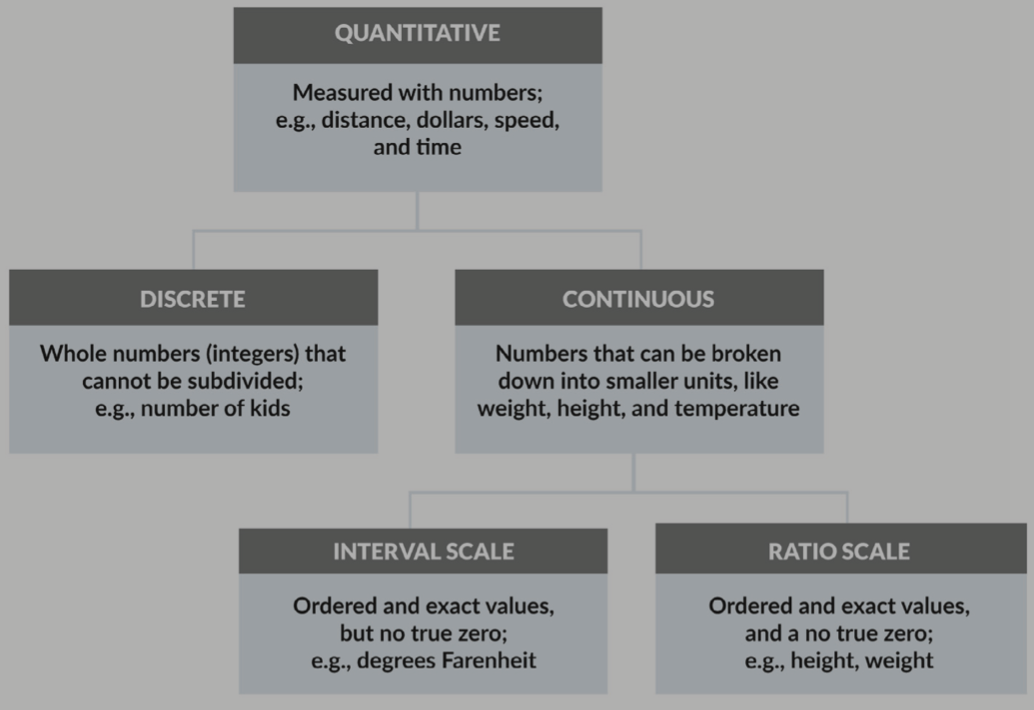 QUANTITATIVE
Measured with numbers;
e.g., distance, dollars, speed,
and time
DISCRETE
Whole numbers (integers) that
cannot be subdivided;
e.g., number of kids
CONTINUOUS
Numbers that can be broken
down into smaller units, like
weight, height, and temperature
INTERVAL SCALE
Ordered and exact values,
but no true zero;
e.g., degrees Farenheit
RATIO SCALE
Ordered and exact values,
and a no true zero;
e.g., height, weight